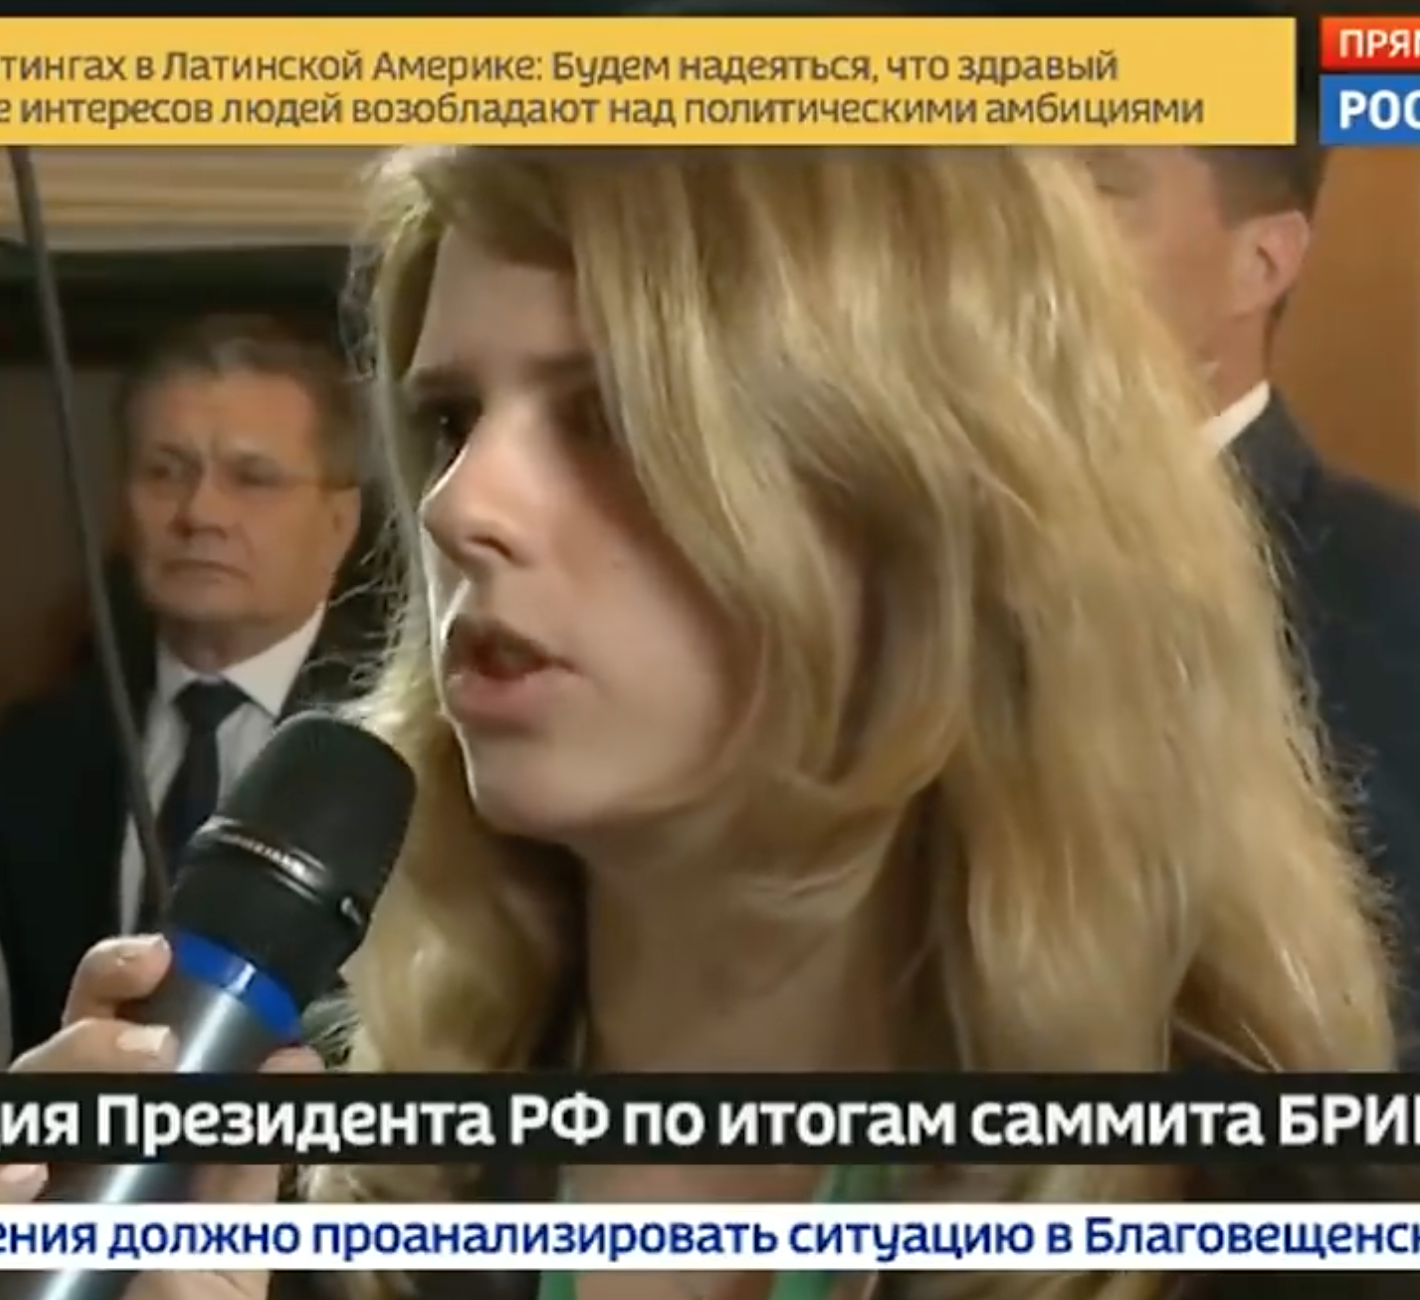 тингах в Латинской Америке: Будем надеяться, что здравый
е интересов людей возобладают над политическими амбициями
ПРЯМ
РОС
ия Президента РФ по итогам саммита БРИ
ения должно проанализировать ситуацию в Благовещенск